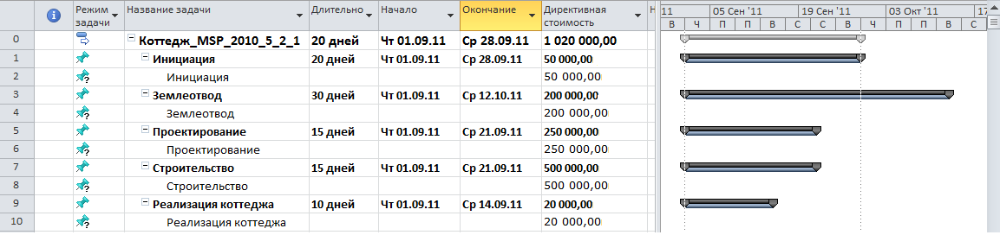 Режим задачи Название задачи Длительно Начало Окончание Директивная стоимость Н
11 05 Сен '11 19 Сен '11 03 Окт '11 17
В Ч П В С Ч П В С Ч П В С
0 Коттедж_MSP_2010_5_2_1 20 дней Чт 01.09.11 Ср 28.09.11 1 020 000,00
1 Инициация 20 дней Чт 01.09.11 Ср 28.09.11 50 000,00
2 Инициация 50 000,00
3 Землеотвод 30 дней Чт 01.09.11 Ср 12.10.11 200 000,00
4 Землеотвод 200 000,00
5 Проектирование 15 дней Чт 01.09.11 Ср 21.09.11 250 000,00
6 Проектирование 250 000,00
7 Строительство 15 дней Чт 01.09.11 Ср 21.09.11 500 000,00
8 Строительство 500 000,00
9 Реализация коттеджа 10 дней Чт 01.09.11 Ср 14.09.11 20 000,00
10 Реализация коттеджа 20 000,00